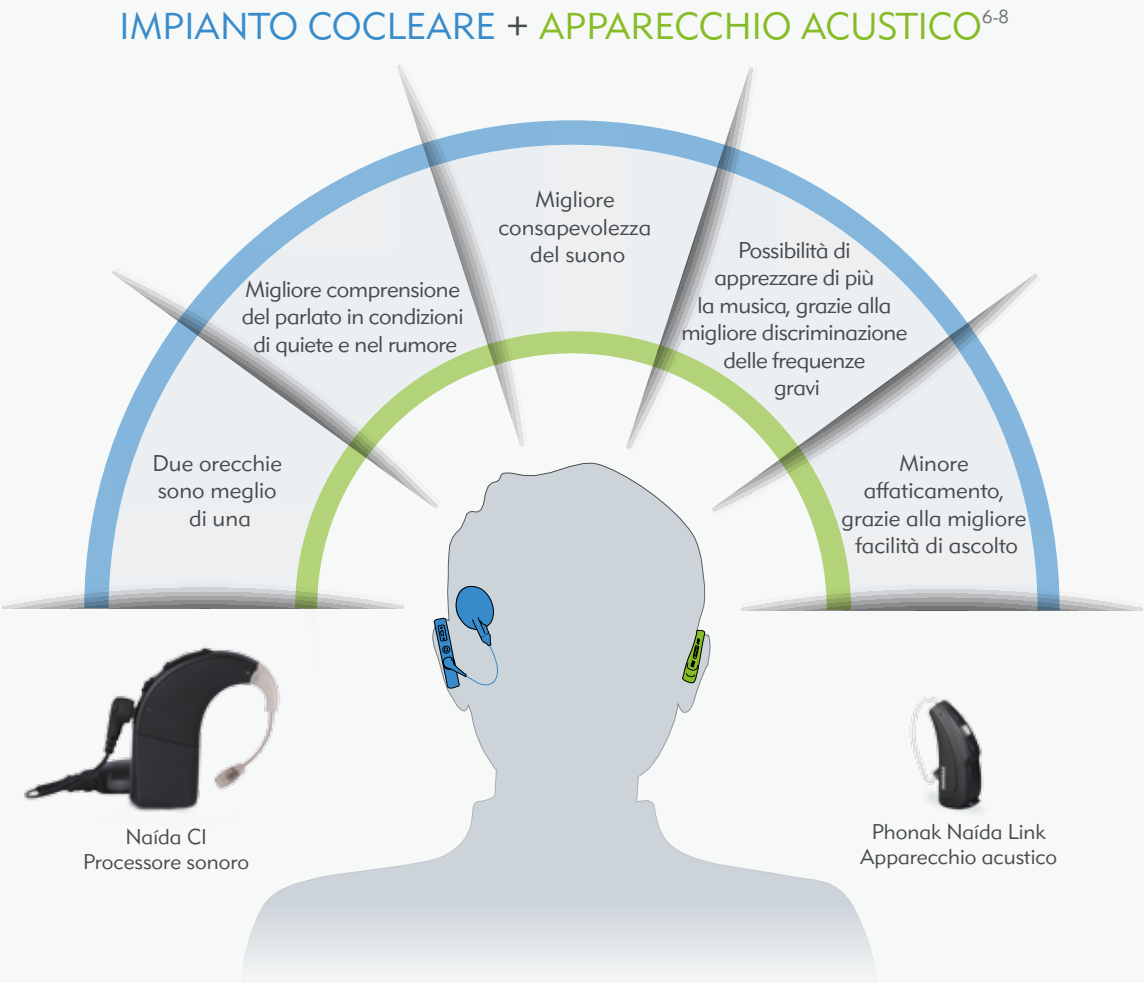 IMPIANTO COCLEARE + APPARECCHIO ACUSTICO6-8
Migliore
consapevolezza
del suono
Migliore comprensione
del parlato in condizioni
di quiete e nel rumore
Possibilità di
apprezzare di più
la musica, grazie alla
migliore discriminazione
delle frequenze
gravi
Due orecchie
sono meglio
di una
Minore
affaticamento,
grazie alla migliore
facilità di ascolto
Naída CI
Processore sonoro
Phonak Naída Link
Apparecchio acustico